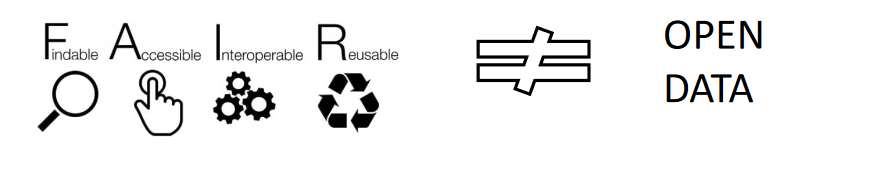 Findable Accessible Interoperable Reusable
OPEN
DATA